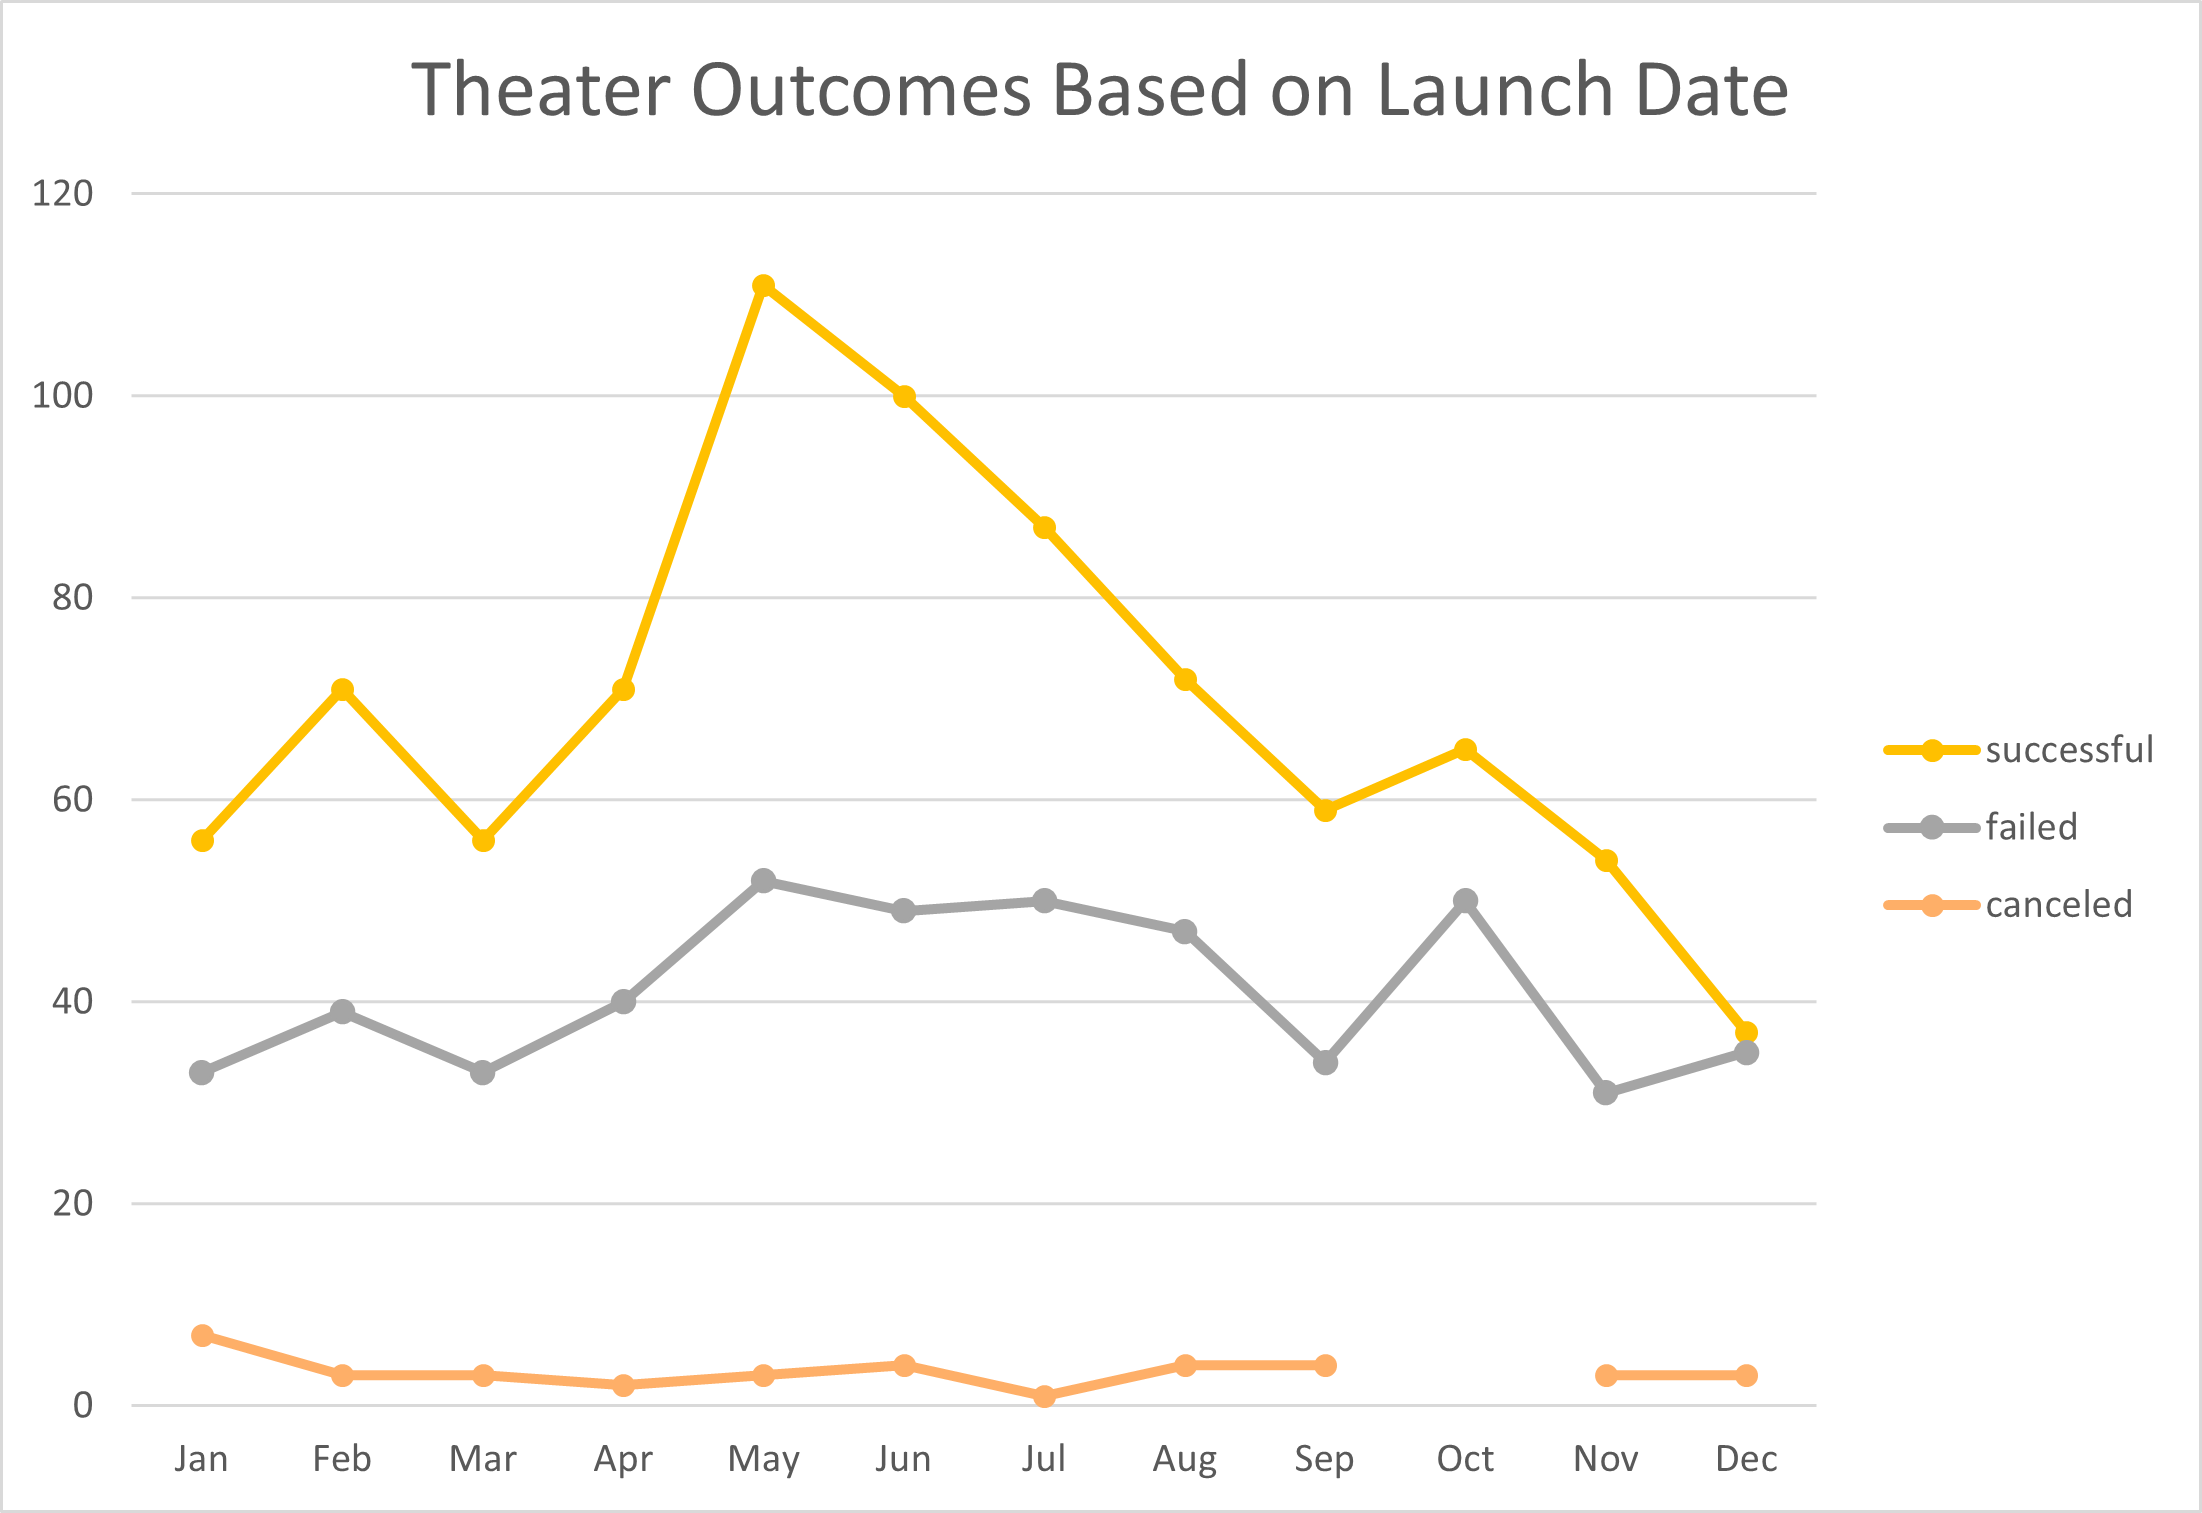 Theater Outcomes Based on Launch Date
120
100
80
60
40
20
0
Jan Feb Mar Apr May Jun Jul Aug Sep Oct Nov Dec
successful
failed
canceled